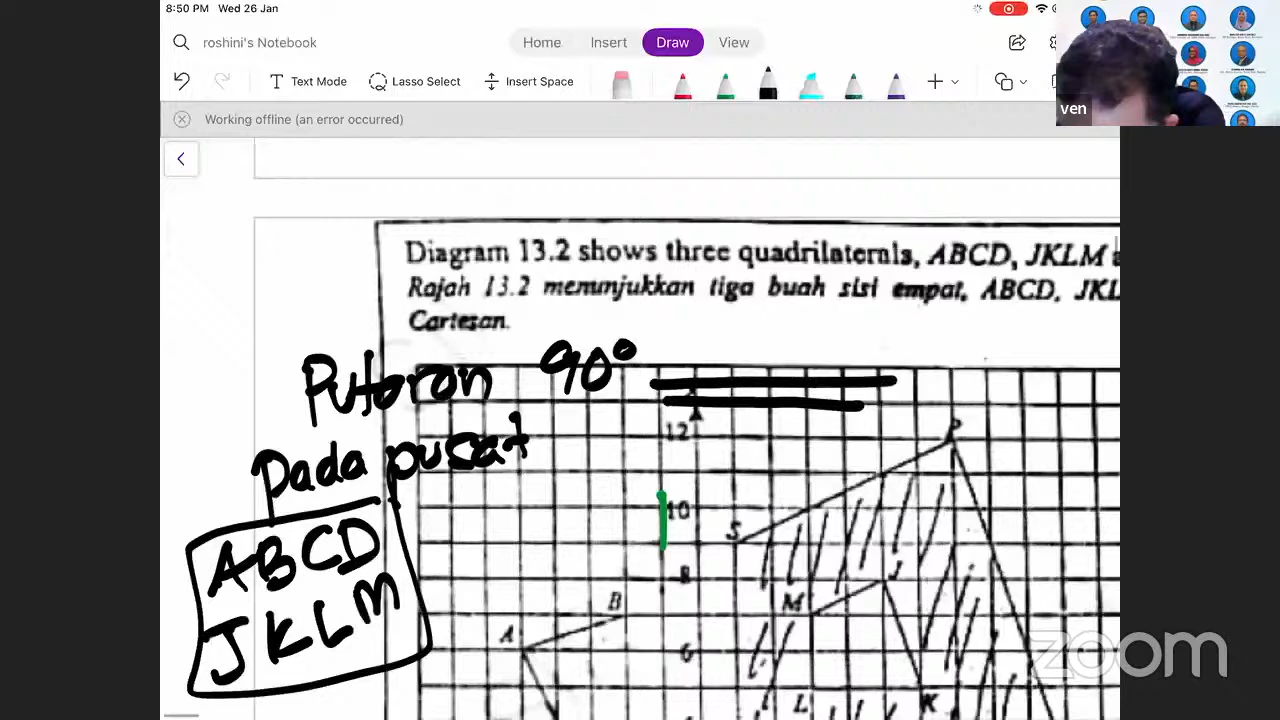 8:50 PM Wed 26 Jan
roshini's Notebook
Home Insert Draw View
Text Mode Lasso Select Insert Space
ven
Working offline (an error occurred)
Diagram 13.2 shows three quadrilaterals, ABCD, JKLM
Rajah 13.2 menunjukkan tiga buah sisi empat, ABCD, JKL
Cartesan.
Putaran 90°
Pada pusat
ABCD
JKLM
12
P
10
S
8
J
M
B
A
6
L
K
zoom